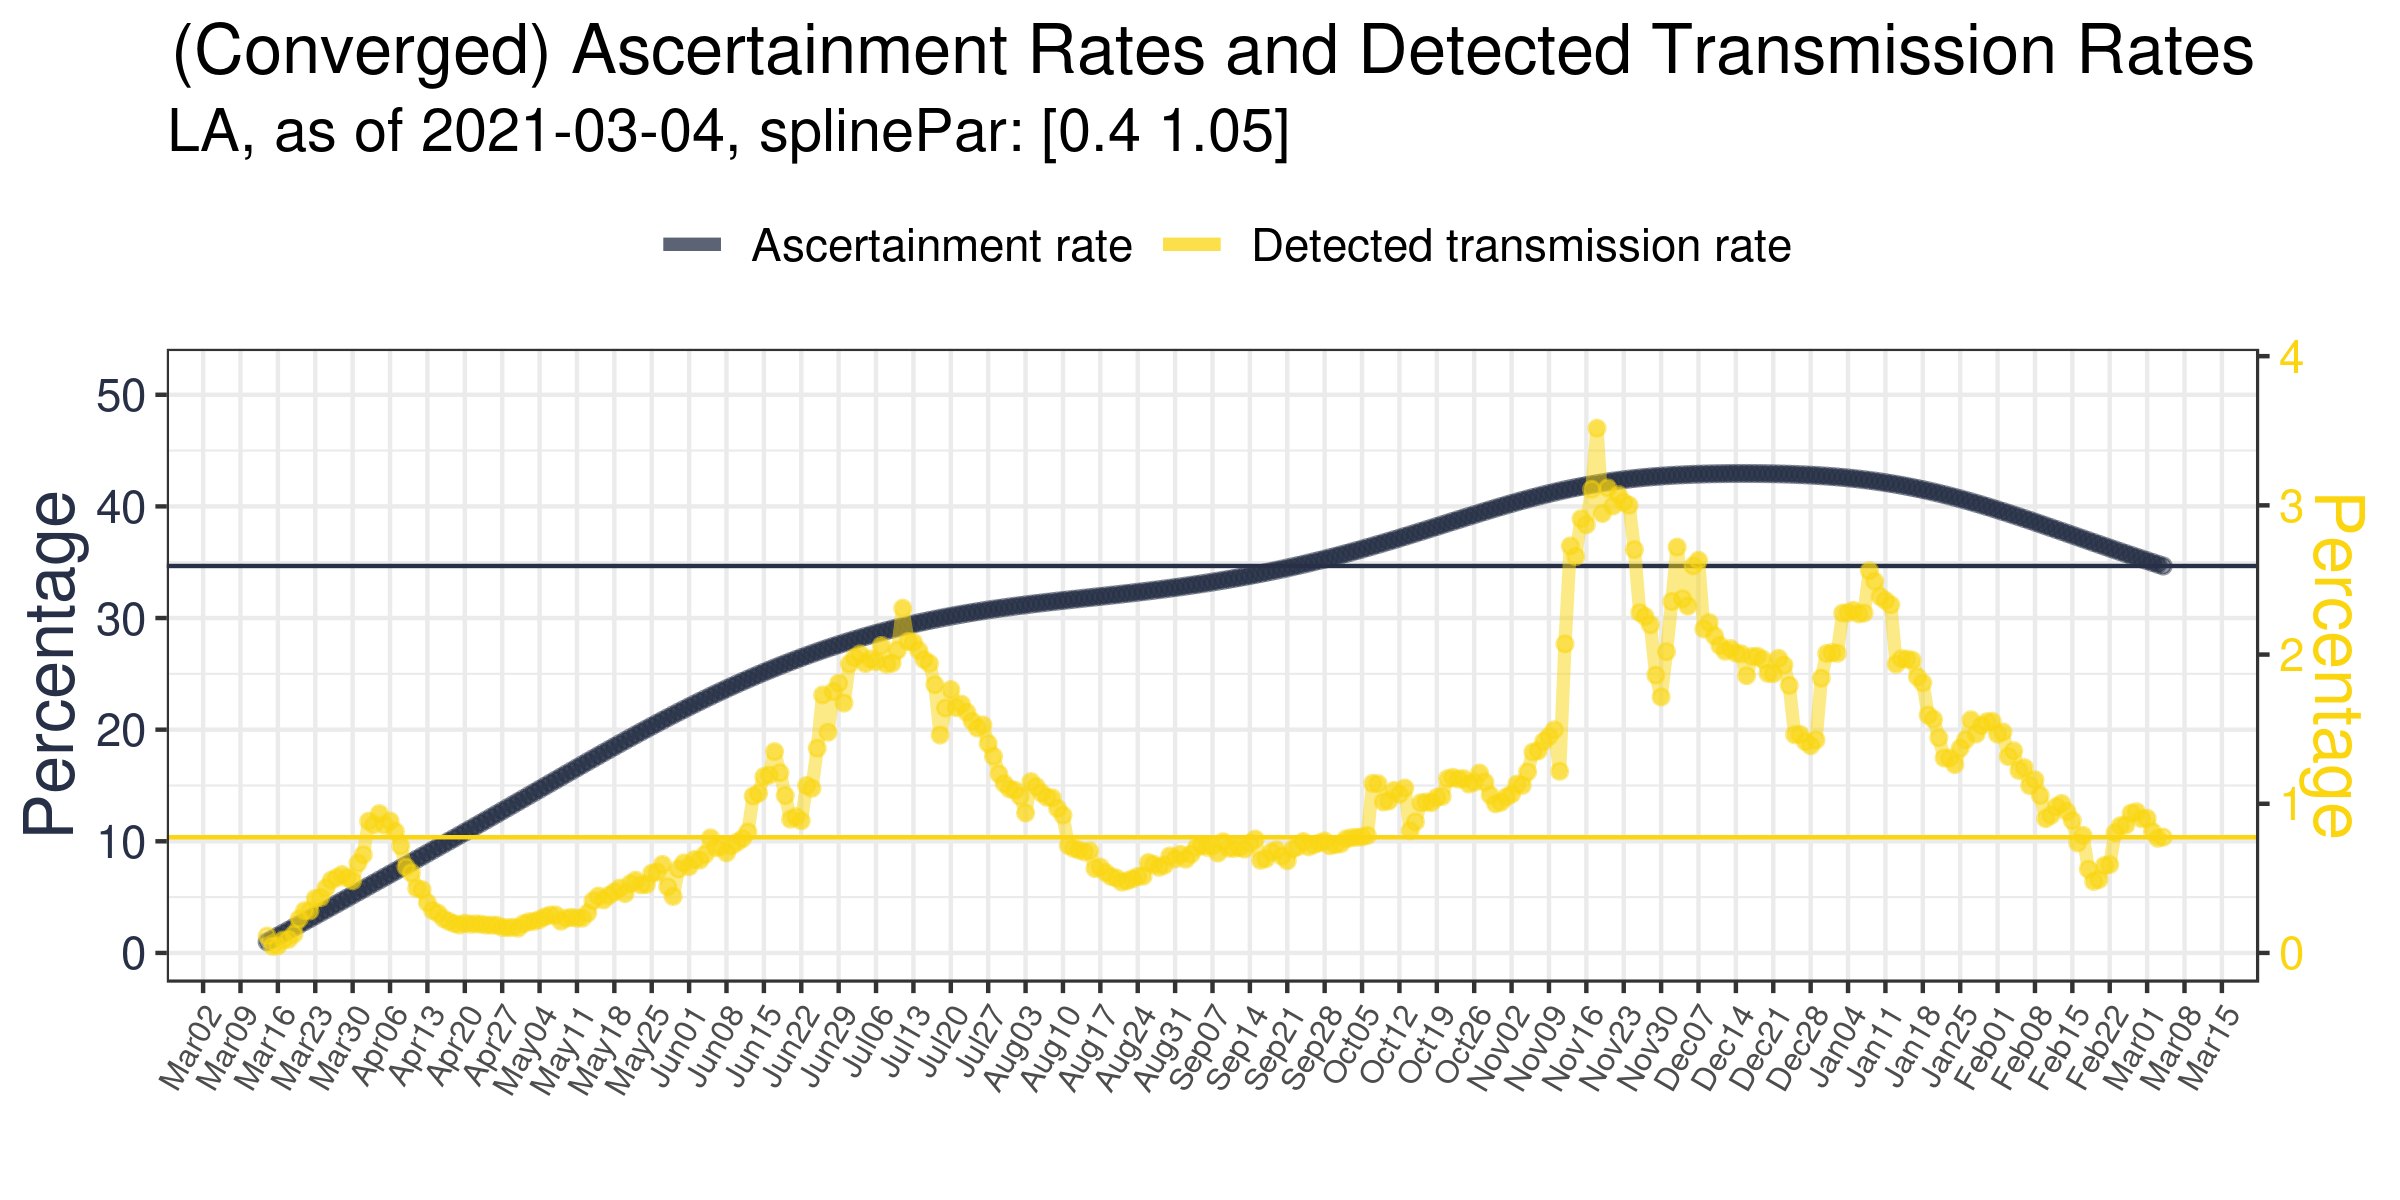 (Converged) Ascertainment Rates and Detected Transmission Rates
LA, as of 2021-03-04, splinePar: [0.4 1.05]
Ascertainment rate
Detected transmission rate
Percentage
50
40
30
20
10
0
4
3
2
1
0
Percentage
Mar02
Mar09
Mar16
Mar23
Mar30
Apr06
Apr13
Apr20
Apr27
May04
May11
May18
May25
Jun01
Jun08
Jun15
Jun22
Jun29
Jul06
Jul13
Jul20
Jul27
Aug03
Aug10
Aug17
Aug24
Aug31
Sep07
Sep14
Sep21
Sep28
Oct05
Oct12
Oct19
Oct26
Nov02
Nov09
Nov16
Nov23
Nov30
Dec07
Dec14
Dec21
Dec28
Jan04
Jan11
Jan18
Jan25
Feb01
Feb08
Feb15
Feb22
Mar01
Mar08
Mar15